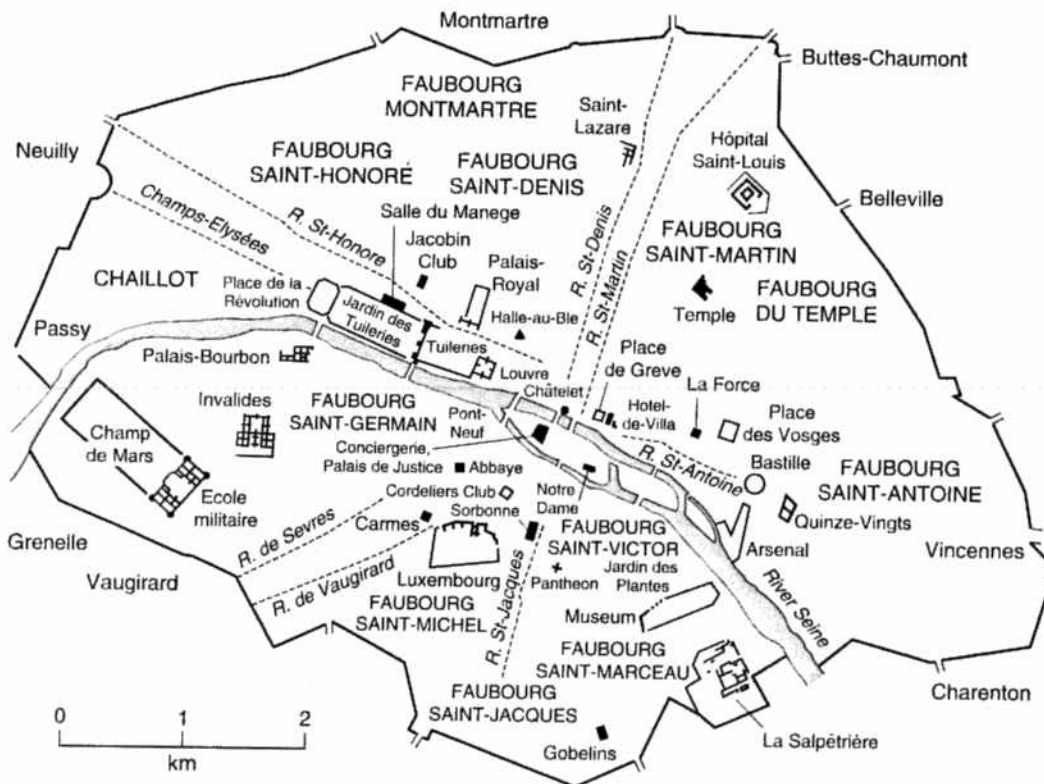 Montmartre
Buttes-Chaumont
FAUBOURG
MONTMARTRE
Saint-
Lazare
Hôpital
Saint-Louis
Neuilly
FAUBOURG
SAINT-HONORÉ
FAUBOURG
SAINT-DENIS
Belleville
Champs-Elysées
R. St-Honore
Salle du Manege
R. St-Denis
R. St-Martin
FAUBOURG
SAINT-MARTIN
Jacobin
Club
Palais-
Royal
CHAILLOT
Place de la
Révolution
Jardin des
Tuileries
Temple
FAUBOURG
DU TEMPLE
Halle-au-Ble
Passy
Tuileries
Palais-Bourbon
Louvre
Place
de Greve
Châtelet
La Force
Invalides
FAUBOURG
SAINT-GERMAIN
Pont-
Neuf
Hotel-
de-Villa
Place
des Vosges
Champ
de Mars
Conciergerie,
Palais de Justice
R. St-Antoine
Bastille
Abbaye
FAUBOURG
SAINT-ANTOINE
Ecole
militaire
Cordeliers Club
Sorbonne
Notre
Dame
Quinze-Vingts
Carmes
R. de Sevres
Grenelle
FAUBOURG
SAINT-VICTOR
Arsenal
Vincennes
Vaugirard
R. de Vaugirard
Luxembourg
Pantheon
Jardin des
Plantes
River Seine
FAUBOURG
SAINT-MICHEL
R. St-Jacques
Museum
FAUBOURG
SAINT-MARCEAU
FAUBOURG
SAINT-JACQUES
Charenton
0 1 2
km
Gobelins
La Salpétrière